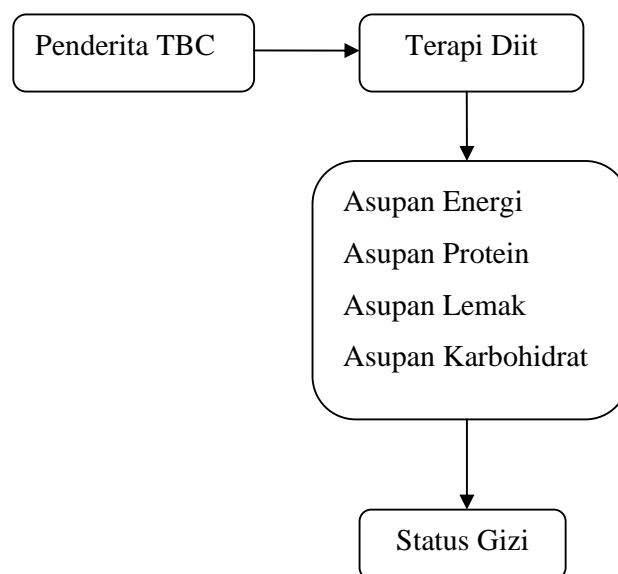 Penderita TBC
Terapi Diit
Asupan Energi
Asupan Protein
Asupan Lemak
Asupan Karbohidrat
Status Gizi